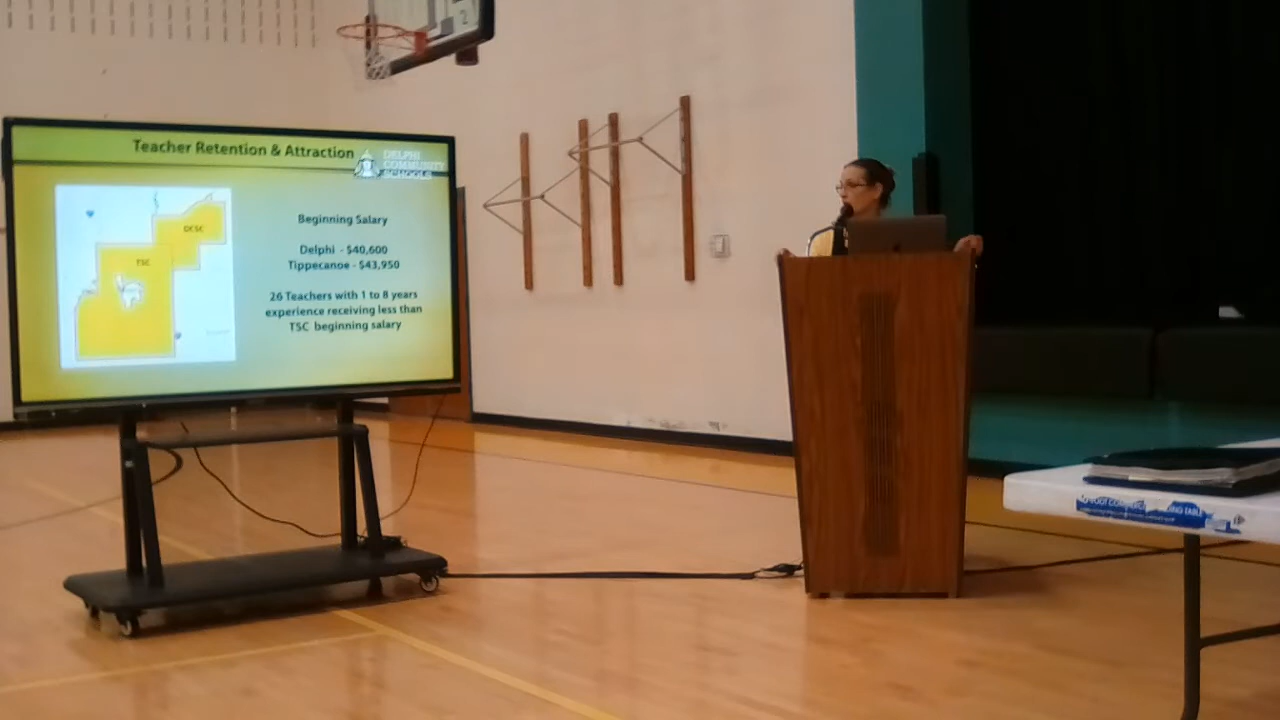 Teacher Retention & Attraction
DELPHI
COMMUNITY
SCHOOLS
DCSC
TSC
Beginning Salary
Delphi - $40,600
Tippecanoe - $43,950
26 Teachers with 1 to 8 years
experience receiving less than
TSC beginning salary
TABLE